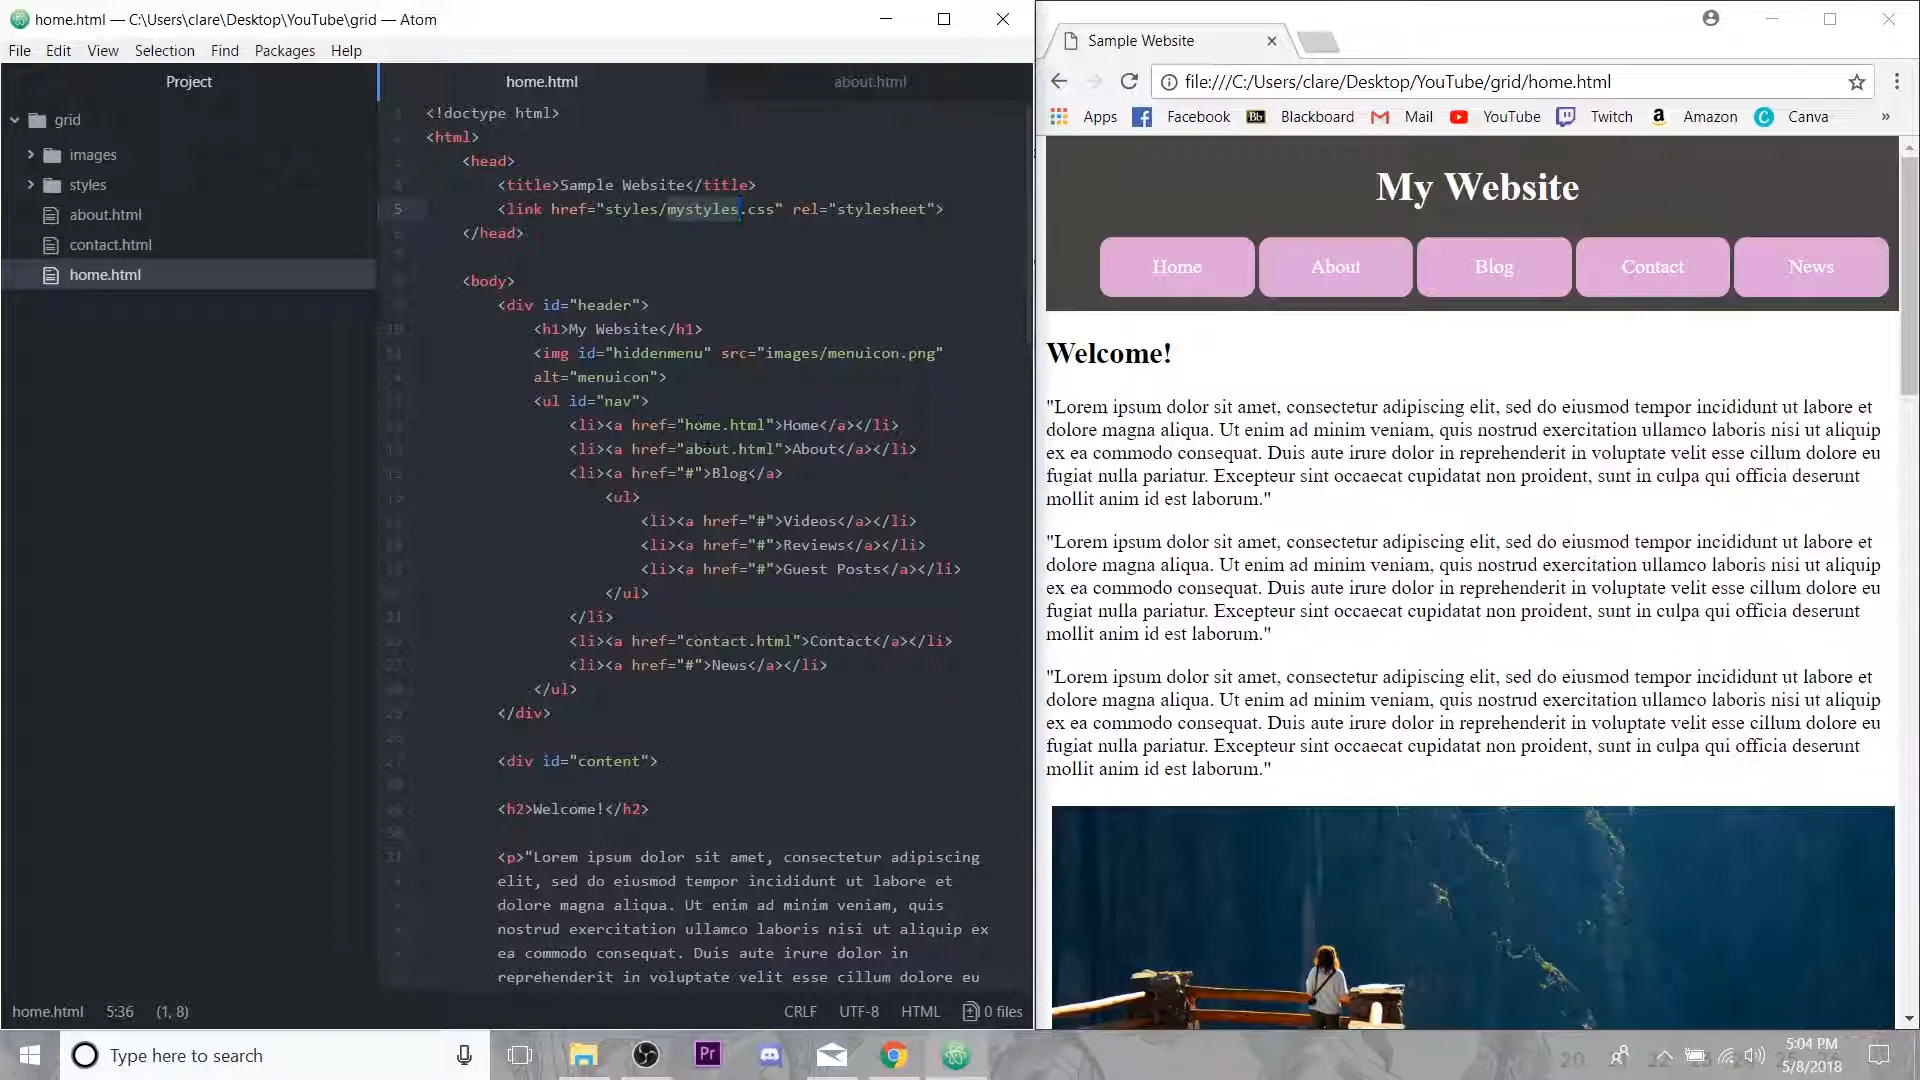 home.html — C:\Users\clare\Desktop\YouTube\grid — Atom
File Edit View Selection Find Packages Help
Project
grid
images
styles
about.html
contact.html
home.html
home.html about.html
<!doctype html>
<html>
<head>
<title>Sample Website</title>
5 <link href="styles/mystyles.css" rel="stylesheet">
</head>
<body>
<div id="header">
<h1>My Website</h1>
<img id="hiddenmenu" src="images/menuicon.png"
alt="menuicon">
<ul id="nav">
<li><a href="home.html">Home</a></li>
<li><a href="about.html">About</a></li>
<li><a href="#">Blog</a>
<ul>
<li><a href="#">Videos</a></li>
<li><a href="#">Reviews</a></li>
<li><a href="#">Guest Posts</a></li>
</ul>
</li>
<li><a href="contact.html">Contact</a></li>
<li><a href="#">News</a></li>
</ul>
</div>
<div id="content">
<h2>Welcome!</h2>
<p>"Lorem ipsum dolor sit amet, consectetur adipiscing
elit, sed do eiusmod tempor incididunt ut labore et
dolore magna aliqua. Ut enim ad minim veniam, quis
nostrud exercitation ullamco laboris nisi ut aliquip ex
ea commodo consequat. Duis aute irure dolor in
reprehenderit in voluptate velit esse cillum dolore eu
home.html 5:36 (1, 8) CRLF UTF-8 HTML 0 files
Sample Website
file:///C:/Users/clare/Desktop/YouTube/grid/home.html
Apps Facebook Bb Blackboard Mail YouTube Twitch a Amazon C Canva »
My Website
Home About Blog Contact News
Welcome!
"Lorem ipsum dolor sit amet, consectetur adipiscing elit, sed do eiusmod tempor incididunt ut labore et
dolore magna aliqua. Ut enim ad minim veniam, quis nostrud exercitation ullamco laboris nisi ut aliquip
ex ea commodo consequat. Duis aute irure dolor in reprehenderit in voluptate velit esse cillum dolore eu
fugiat nulla pariatur. Excepteur sint occaecat cupidatat non proident, sunt in culpa qui officia deserunt
mollit anim id est laborum."
"Lorem ipsum dolor sit amet, consectetur adipiscing elit, sed do eiusmod tempor incididunt ut labore et
dolore magna aliqua. Ut enim ad minim veniam, quis nostrud exercitation ullamco laboris nisi ut aliquip
ex ea commodo consequat. Duis aute irure dolor in reprehenderit in voluptate velit esse cillum dolore eu
fugiat nulla pariatur. Excepteur sint occaecat cupidatat non proident, sunt in culpa qui officia deserunt
mollit anim id est laborum."
"Lorem ipsum dolor sit amet, consectetur adipiscing elit, sed do eiusmod tempor incididunt ut labore et
dolore magna aliqua. Ut enim ad minim veniam, quis nostrud exercitation ullamco laboris nisi ut aliquip
ex ea commodo consequat. Duis aute irure dolor in reprehenderit in voluptate velit esse cillum dolore eu
fugiat nulla pariatur. Excepteur sint occaecat cupidatat non proident, sunt in culpa qui officia deserunt
mollit anim id est laborum."
Type here to search
Pr
5:04 PM
5/8/2018